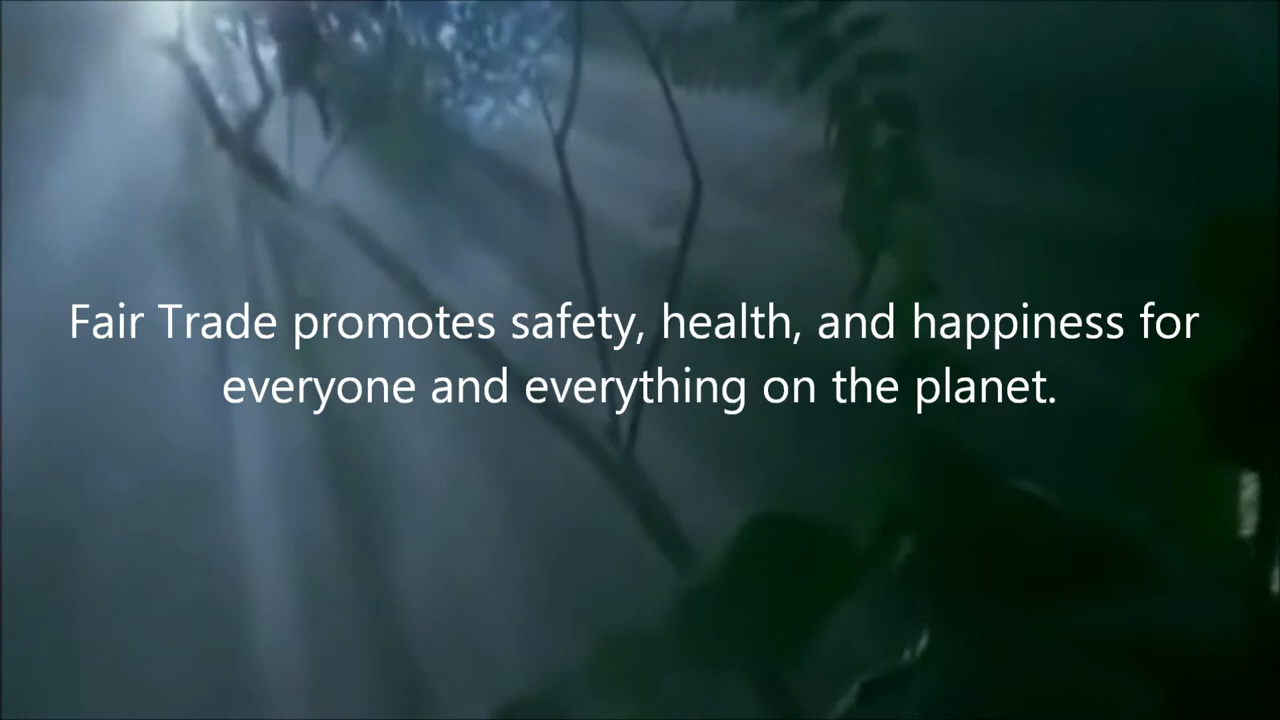 Fair Trade promotes safety, health, and happiness for
everyone and everything on the planet.